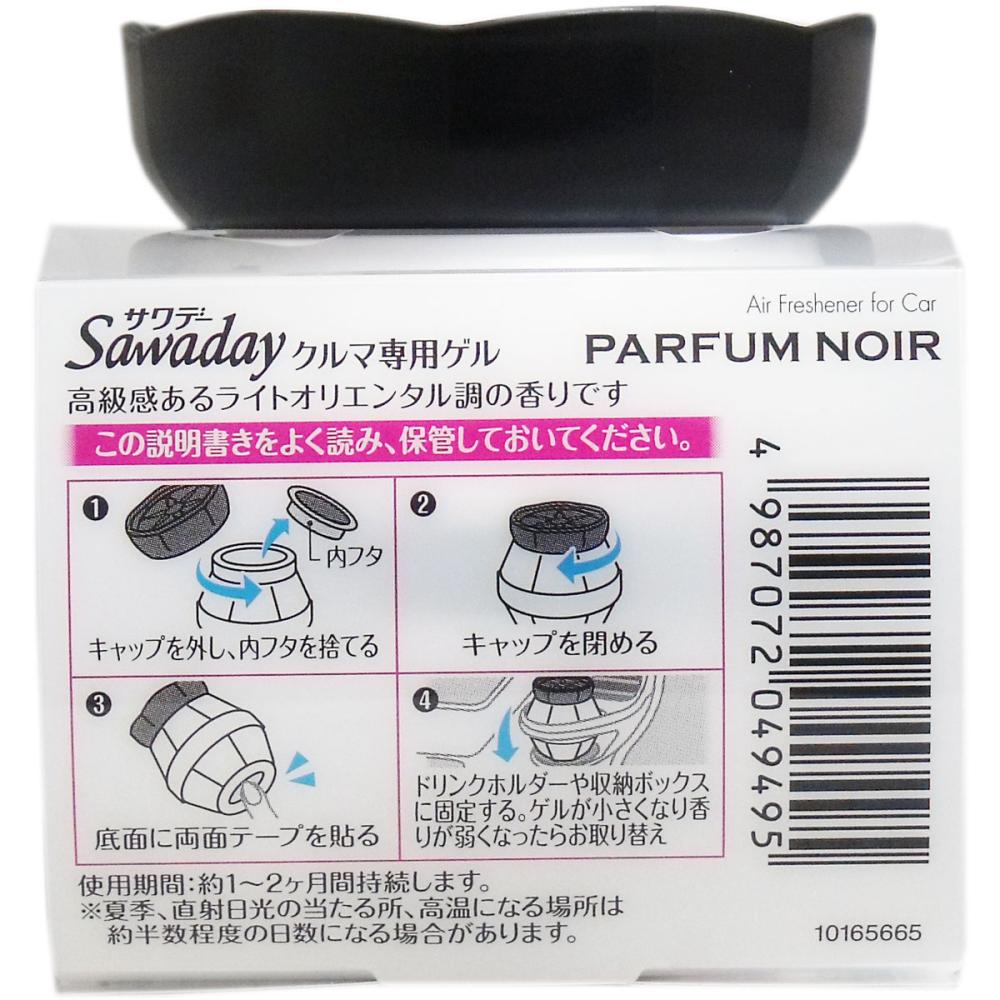 サワデー
Sawaday クルマ専用ゲル
Air Freshener for Car
PARFUM NOIR
高級感あるライトオリエンタル調の香りです
この説明書きをよく読み、保管しておいてください。
1
内フタ
キャップを外し、内フタを捨てる
2
キャップを閉める
3
底面に両面テープを貼る
4
ドリンクホルダーや収納ボックス
に固定する。ゲルが小さくなり香
りが弱くなったらお取り替え
使用期間:約1～2ヶ月間持続します。
※夏季、直射日光の当たる所、高温になる場所は
約半数程度の日数になる場合があります。
4 987072 049495
10165665